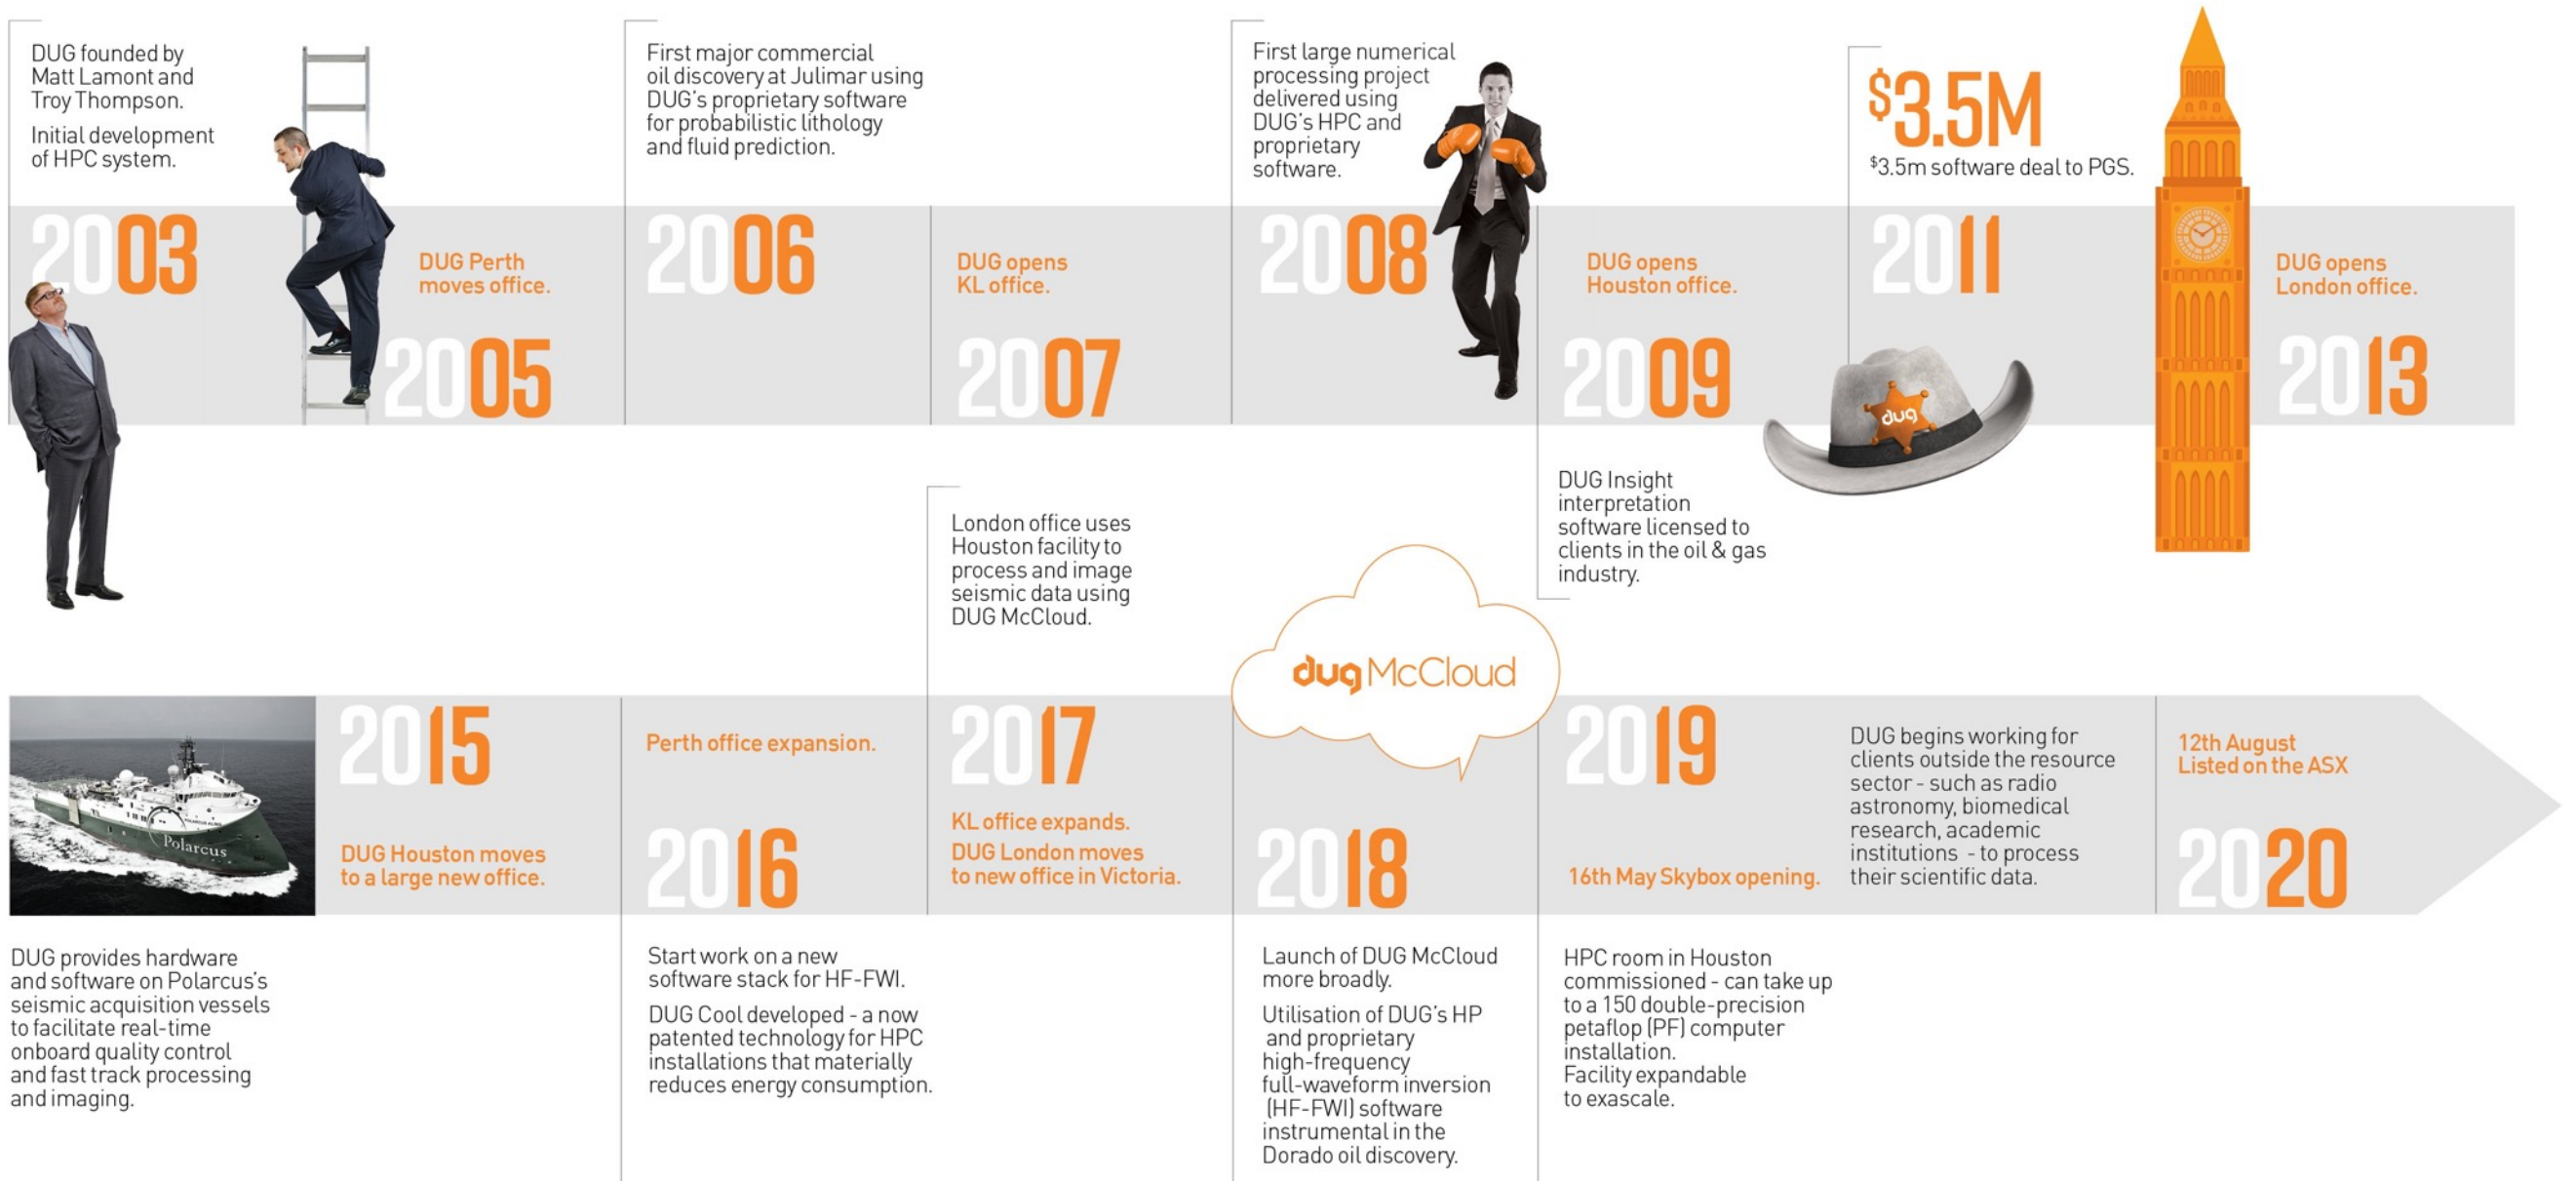 DUG founded by
Matt Lamont and
Troy Thompson.
Initial development
of HPC system.
2003
DUG Perth
moves office.
2005
First major commercial
oil discovery at Julimar using
DUG's proprietary software
for probabilistic lithology
and fluid prediction.
2006
DUG opens
KL office.
2007
First large numerical
processing project
delivered using
DUG's HPC and
proprietary
software.
2008
DUG opens
Houston office.
2009
DUG Insight
interpretation
software licensed to
clients in the oil & gas
industry.
$3.5M
$3.5m software deal to PGS.
2011
dug
DUG opens
London office.
2013
Polarcus
DUG provides hardware
and software on Polarcus's
seismic acquisition vessels
to facilitate real-time
onboard quality control
and fast track processing
and imaging.
2015
DUG Houston moves
to a large new office.
Perth office expansion.
2016
Start work on a new
software stack for HF-FWI.
DUG Cool developed - a now
patented technology for HPC
installations that materially
reduces energy consumption.
London office uses
Houston facility to
process and image
seismic data using
DUG McCloud.
2017
KL office expands.
DUG London moves
to new office in Victoria.
dug McCloud
2018
Launch of DUG McCloud
more broadly.
Utilisation of DUG's HP
and proprietary
high-frequency
full-waveform inversion
(HF-FWI) software
instrumental in the
Dorado oil discovery.
2019
16th May Skybox opening.
HPC room in Houston
commissioned - can take up
to a 150 double-precision
petaflop (PF) computer
installation.
Facility expandable
to exascale.
DUG begins working for
clients outside the resource
sector - such as radio
astronomy, biomedical
research, academic
institutions - to process
their scientific data.
12th August
Listed on the ASX
2020